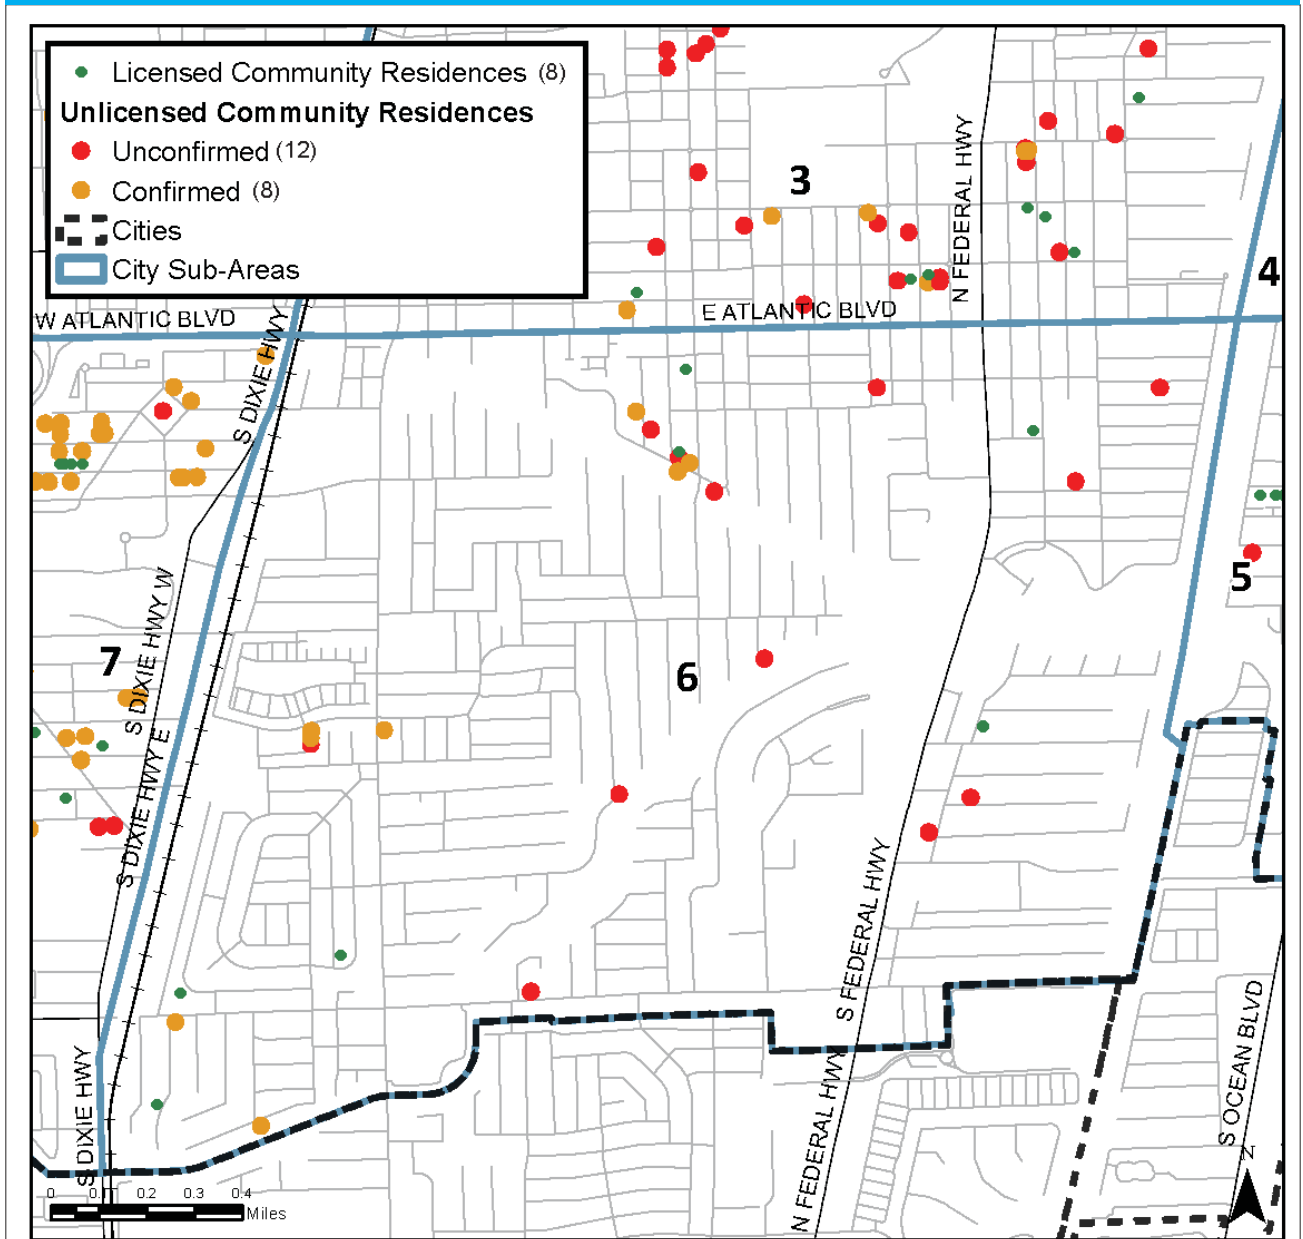 Licensed Community Residences (8)
Unlicensed Community Residences
Unconfirmed (12)
Confirmed (8)
Cities
City Sub-Areas
3
N FEDERAL HWY
4
W ATLANTIC BLVD
E ATLANTIC BLVD
S DIXIE HWY
5
S DIXIE HWY W
7
6
S DIXIE HWY E
S FEDERAL HWY
S OCEAN BLVD
S DIXIE HWY
N FEDERAL HWY
N
0 0.1 0.2 0.3 0.4
Miles